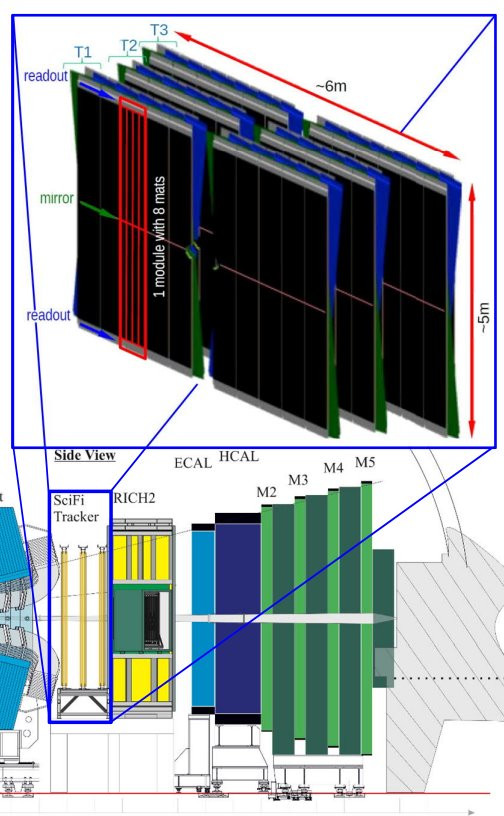 T1
T2
T3
readout
~6m
mirror
1 module with 8 mats
readout
~5m
Side View
ECAL
HCAL
SciFi
Tracker
RICH2
M2
M3
M4
M5
t